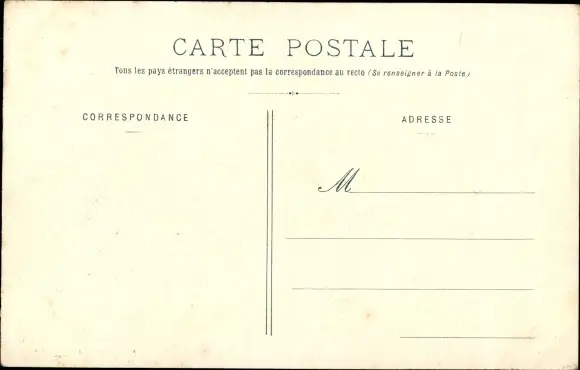 CARTE POSTALE
Tous les pays étrangers n'acceptent pas la correspondance au recto (Se renseigner à la Poste)
CORRESPONDANCE
ADRESSE
M